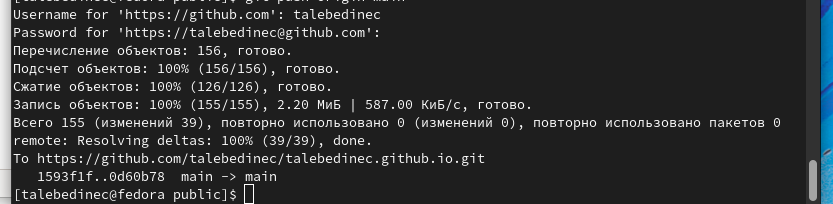 Username for 'https://github.com': talebedinec
Password for 'https://talebedinec@github.com':
Перечисление объектов: 156, готово.
Подсчет объектов: 100% (156/156), готово.
Сжатие объектов: 100% (126/126), готово.
Запись объектов: 100% (155/155), 2.20 МиБ | 587.00 КиБ/с, готово.
Всего 155 (изменений 39), повторно использовано 0 (изменений 0), повторно использовано пакетов 0
remote: Resolving deltas: 100% (39/39), done.
To https://github.com/talebedinec/talebedinec.github.io.git
1593f1f..0d60b78  main -> main
[talebedinec@fedora public]$